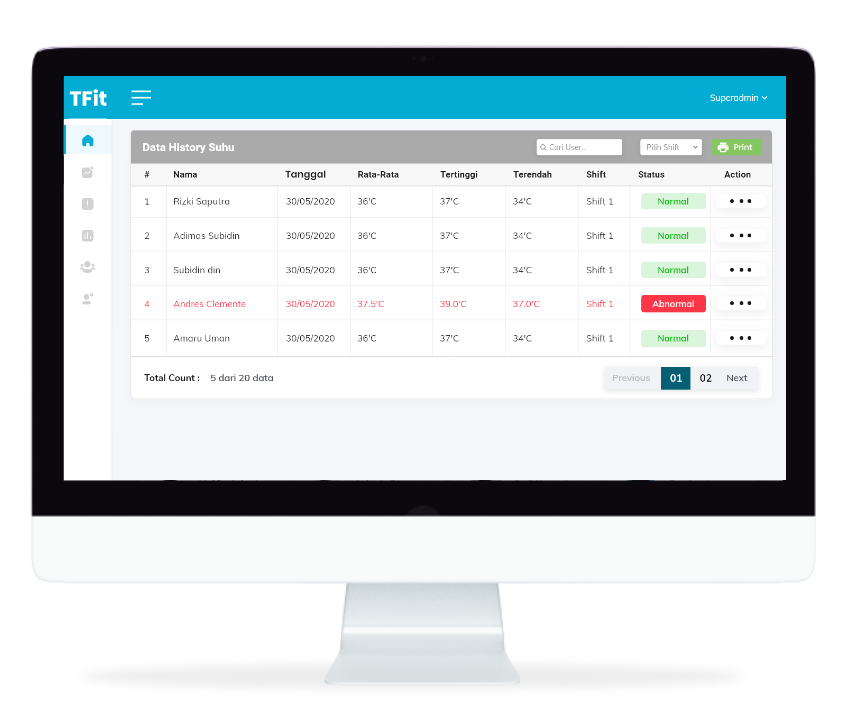 TFit
Superadmin
Data History Suhu Cari User... Pilih Shift Print
# Nama Tanggal Rata-Rata Tertinggi Terendah Shift Status Action
1 Rizki Saputra 30/05/2020 36'C 37'C 34'C Shift 1 Normal
2 Adimas Subidin 30/05/2020 36'C 37'C 34'C Shift 1 Normal
3 Subidin din 30/05/2020 36'C 37'C 34'C Shift 1 Normal
4 Andres Clemente 30/05/2020 37.5'C 39.0'C 37.0'C Shift 1 Abnormal
5 Amaru Uman 30/05/2020 36'C 37'C 34'C Shift 1 Normal
Total Count : 5 dari 20 data Previous 01 02 Next